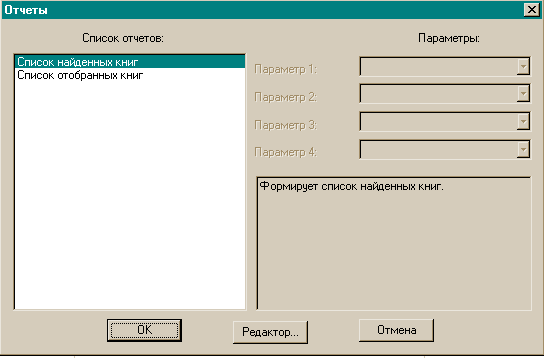 Отчеты
Список отчетов:
Параметры:
Список найденных книг
Список отобранных книг
Параметр 1:
Параметр 2:
Параметр 3:
Параметр 4:
Формирует список найденных книг.
OK
Редактор...
Отмена